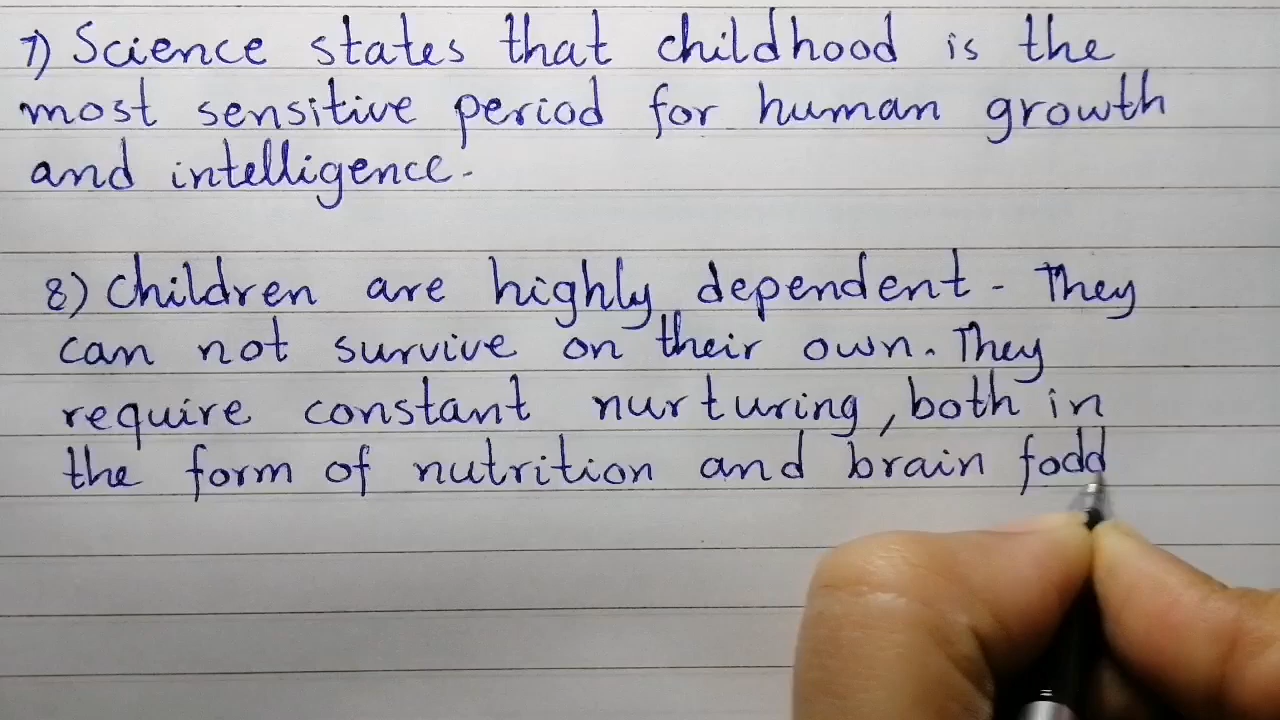 7) Science states that childhood is the
most sensitive period for human growth
and intelligence.
8) Children are highly dependent. They
can not survive on their own. They
require constant nurturing, both in
the form of nutrition and brain fodd